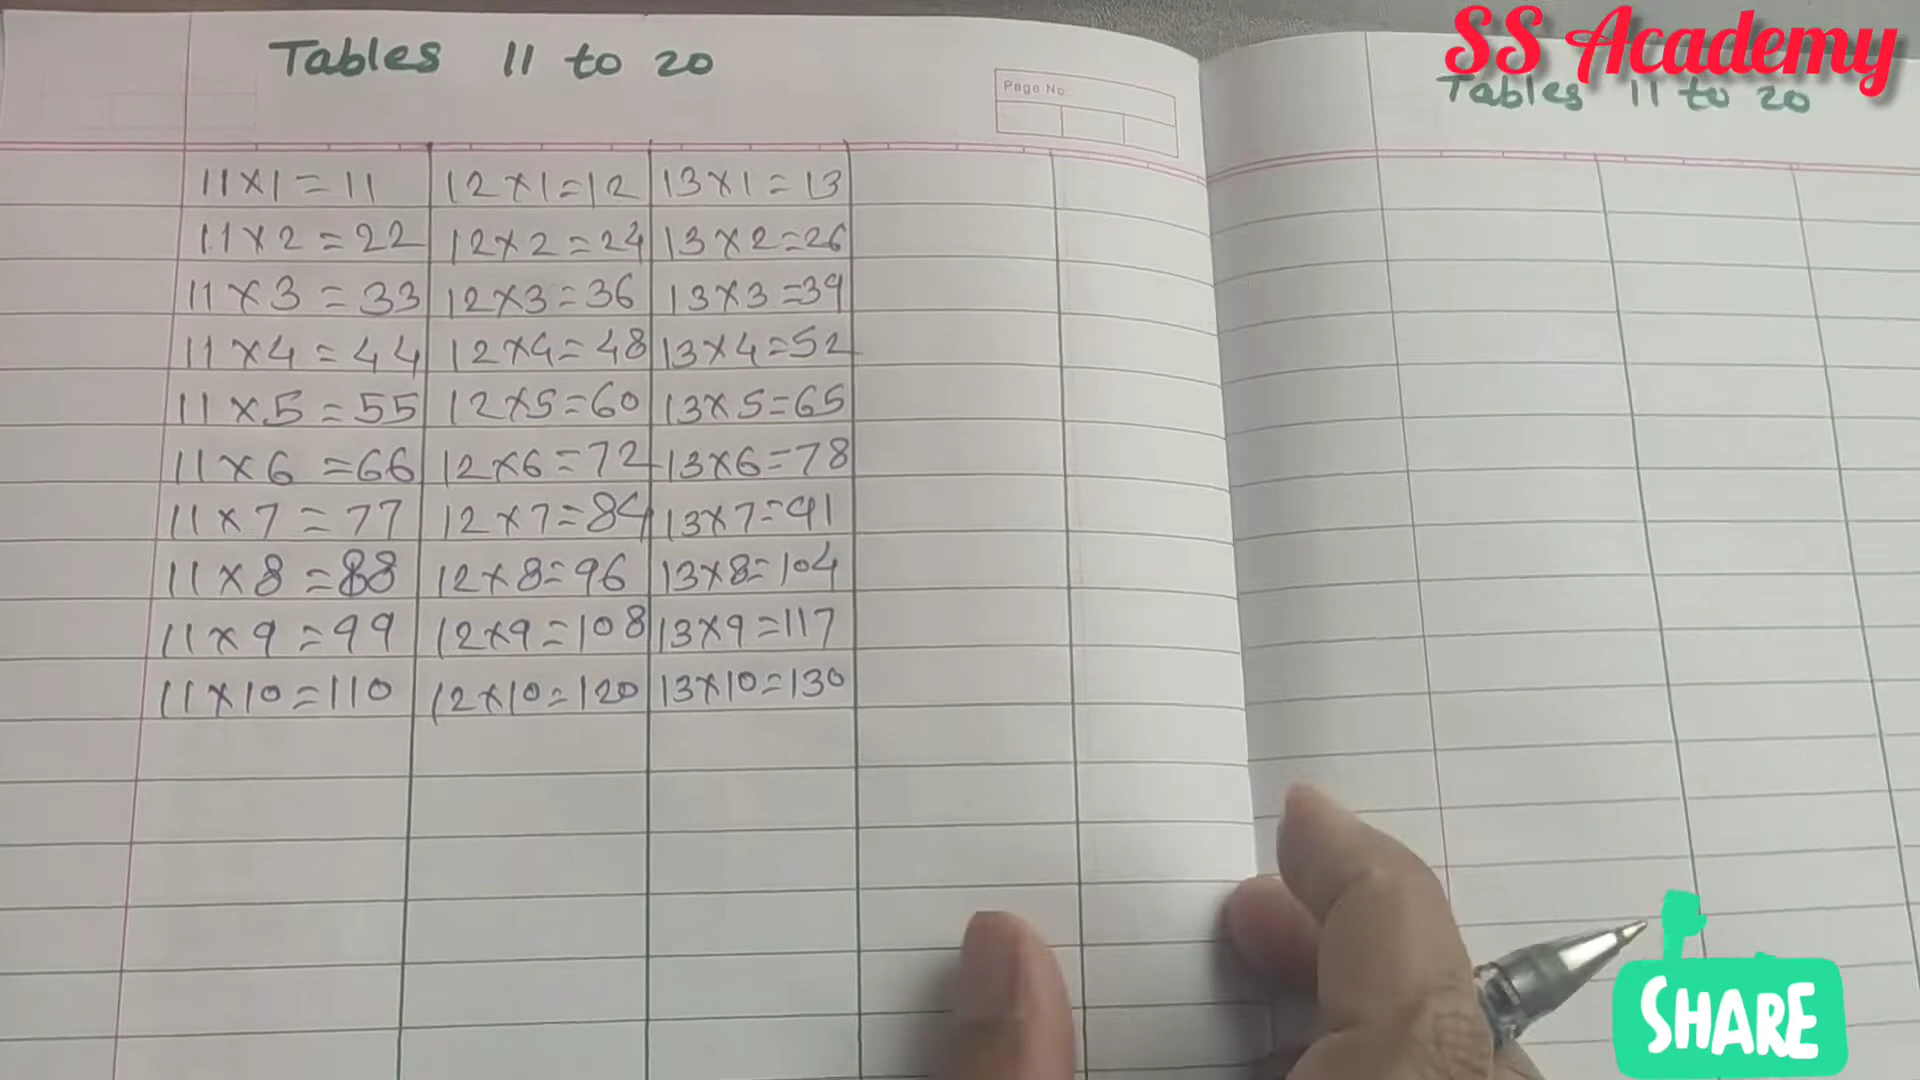 SS Academy
Tables 11 to 20
Page No.
Tables 11 to 20
11×1=11 12×1=12 13×1=13
11×2=22 12×2=24 13×2=26
11×3=33 12×3=36 13×3=39
11×4=44 12×4=48 13×4=52
11×5=55 12×5=60 13×5=65
11×6=66 12×6=72 13×6=78
11×7=77 12×7=84 13×7=91
11×8=88 12×8=96 13×8=104
11×9=99 12×9=108 13×9=117
11×10=110 12×10=120 13×10=130
SHARE